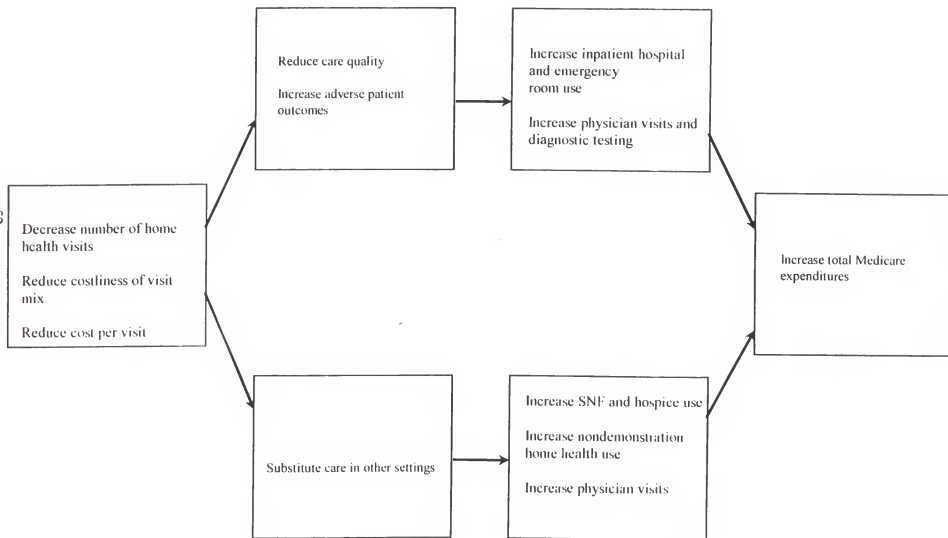 Decrease number of home
health visits
Reduce costliness of visit
mix
Reduce cost per visit
Reduce care quality
Increase adverse patient
outcomes
Increase inpatient hospital
and emergency
room use
Increase physician visits and
diagnostic testing
Substitute care in other settings
Increase SNF and hospice use
Increase nondemonstration
home health use
Increase physician visits
Increase total Medicare
expenditures